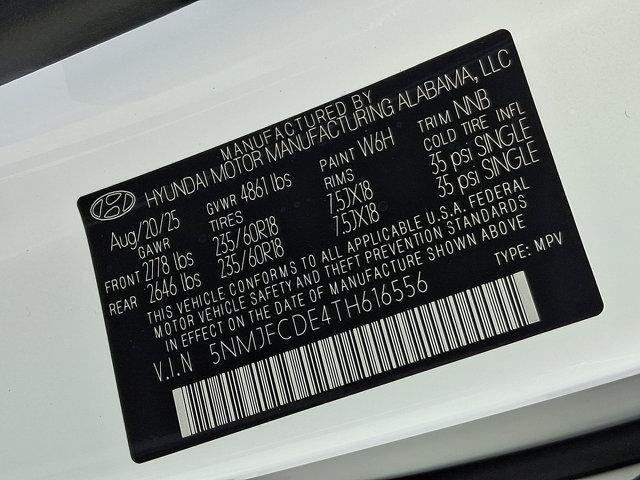 MANUFACTURED BY
HYUNDAI MOTOR MANUFACTURING ALABAMA, LLC
Aug/20/25 GVWR 4861 lbs PAINT W6H TRIM NNB
GAWR TIRES RIMS COLD TIRE INFL
FRONT 2778 lbs 235/60R18 7.5JX18 35 psi SINGLE
REAR 2646 lbs 235/60R18 7.5JX18 35 psi SINGLE
THIS VEHICLE CONFORMS TO ALL APPLICABLE U.S.A. FEDERAL
MOTOR VEHICLE SAFETY AND THEFT PREVENTION STANDARDS
IN EFFECT ON THE DATE OF MANUFACTURE SHOWN ABOVE
V.I.N 5NMJFCDE4TH616556 TYPE: MPV